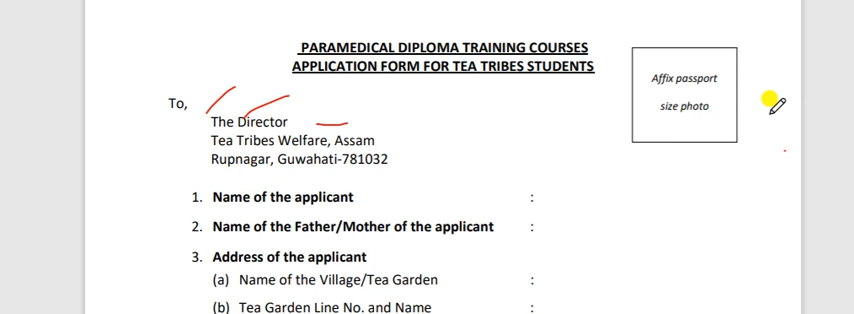 PARAMEDICAL DIPLOMA TRAINING COURSES
APPLICATION FORM FOR TEA TRIBES STUDENTS
Affix passport
size photo
To,
The Director
Tea Tribes Welfare, Assam
Rupnagar, Guwahati-781032
1. Name of the applicant :
2. Name of the Father/Mother of the applicant :
3. Address of the applicant
(a) Name of the Village/Tea Garden :
(b) Tea Garden Line No. and Name :